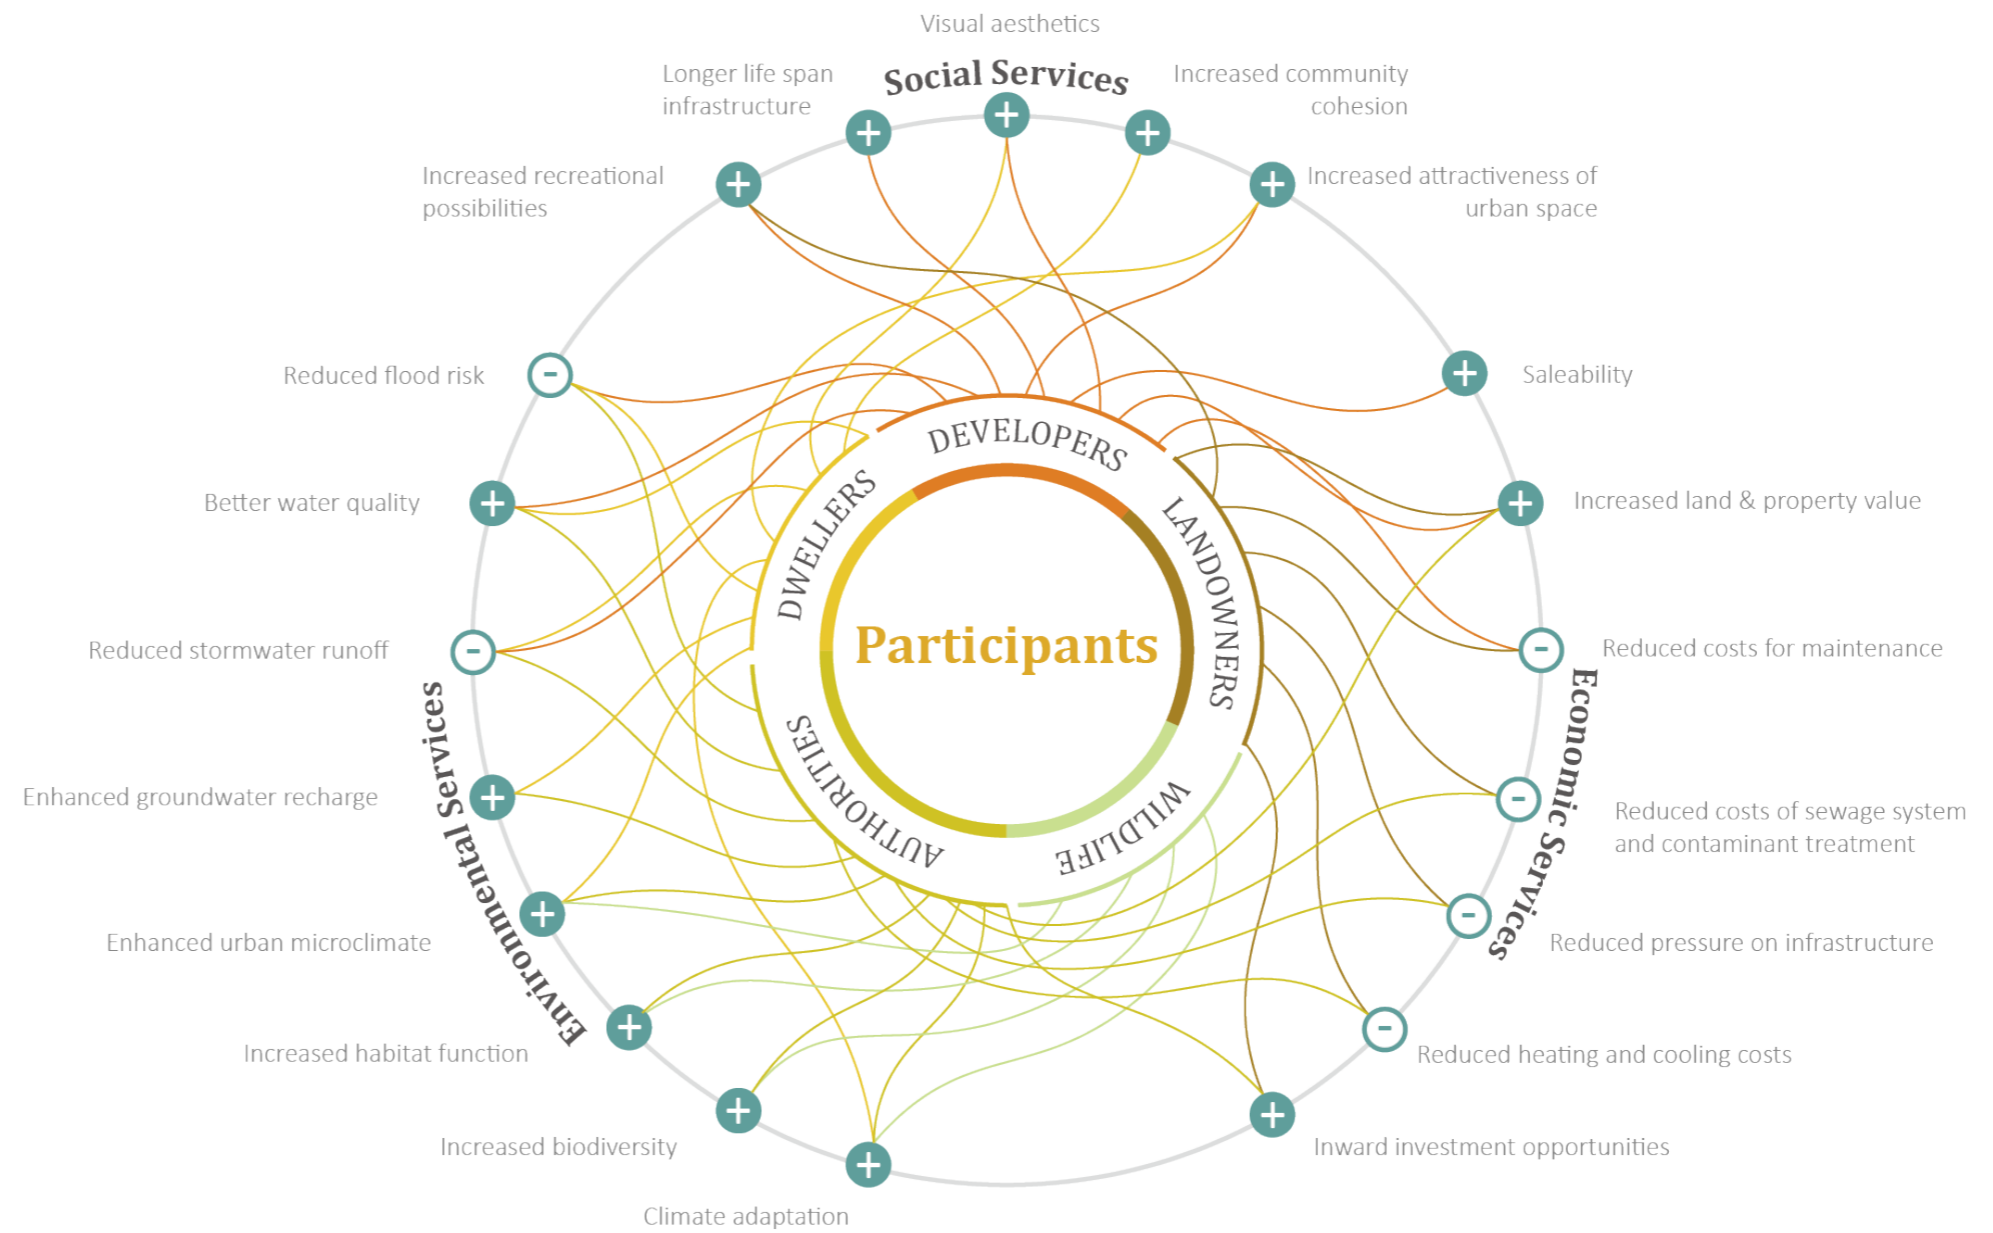 Visual aesthetics
Social Services
Longer life span
infrastructure
Increased community
cohesion
Increased recreational
possibilities
Increased attractiveness of
urban space
Reduced flood risk
Saleability
Better water quality
Increased land & property value
Reduced stormwater runoff
Reduced costs for maintenance
Enhanced groundwater recharge
Reduced costs of sewage system
and contaminant treatment
Enhanced urban microclimate
Reduced pressure on infrastructure
Increased habitat function
Reduced heating and cooling costs
Increased biodiversity
Inward investment opportunities
Climate adaptation
Environmental Services
Economic Services
DEVELOPERS
LANDOWNERS
WILDLIFE
AUTHORITIES
DWELLERS
Participants